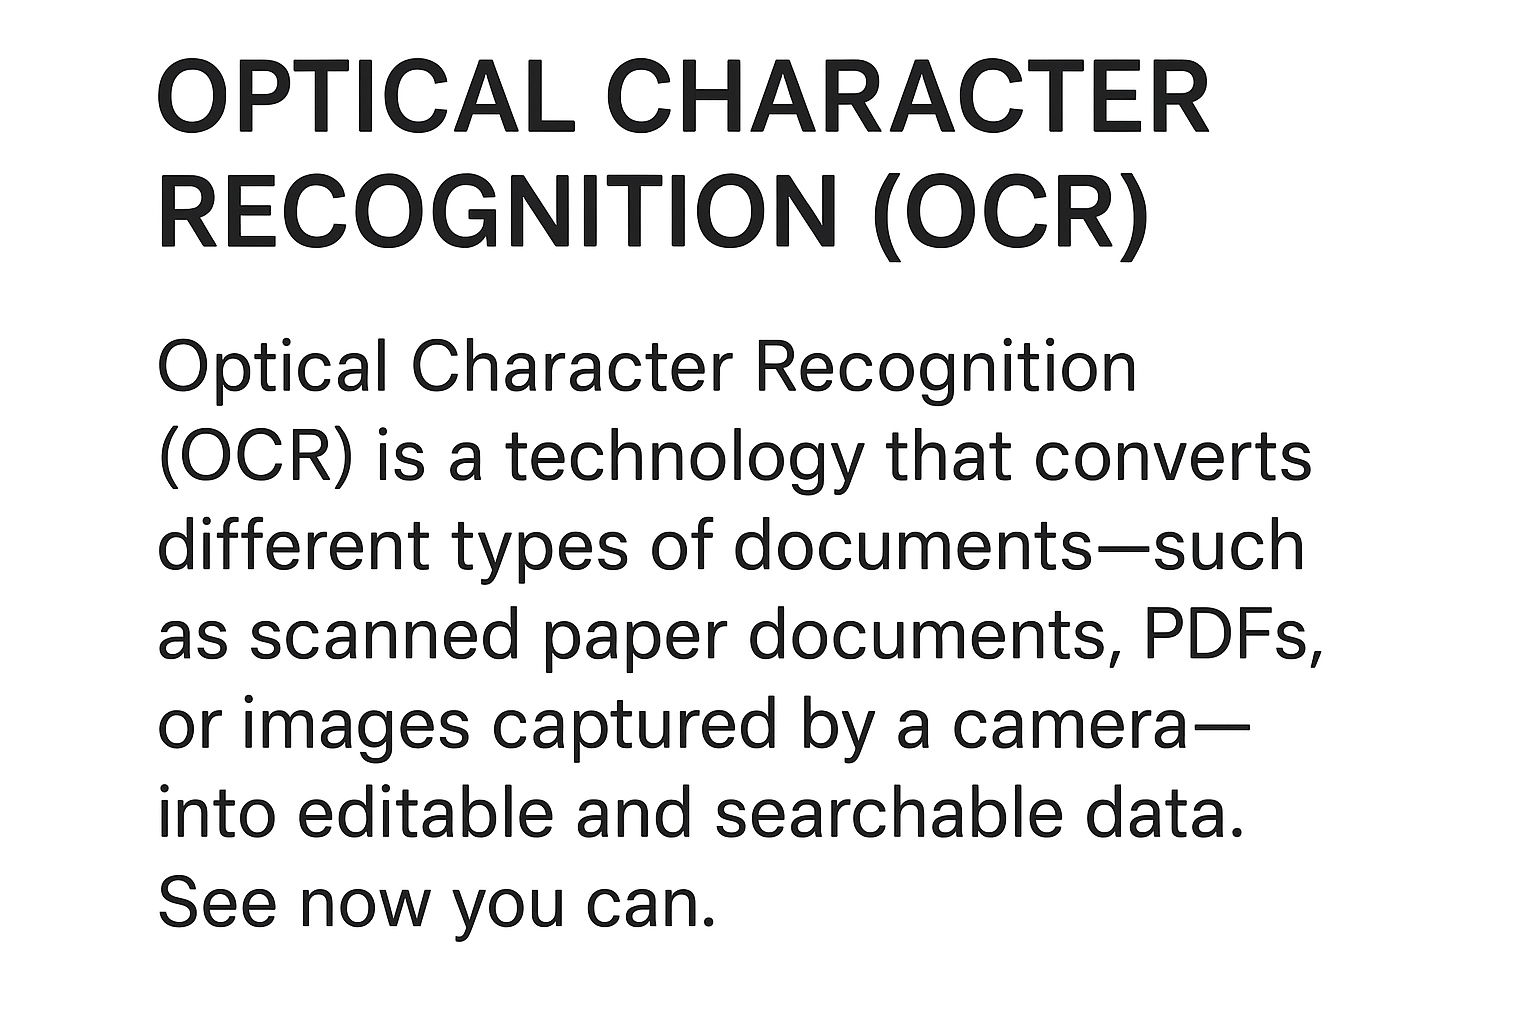 OPTICAL CHARACTER
RECOGNITION (OCR)
Optical Character Recognition
(OCR) is a technology that converts
different types of documents—such
as scanned paper documents, PDFs,
or images captured by a camera—
into editable and searchable data.
See now you can.